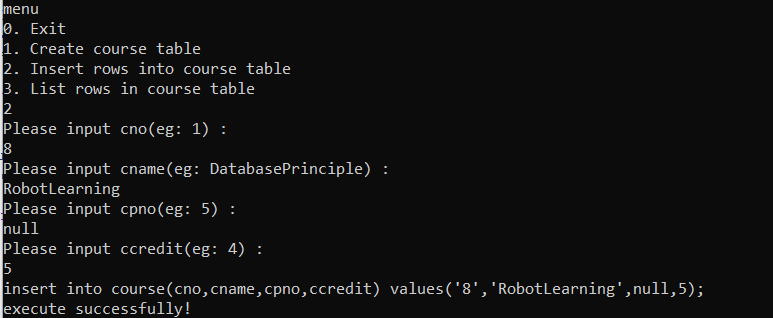 menu
0. Exit
1. Create course table
2. Insert rows into course table
3. List rows in course table
2
Please input cno(eg: 1) :
8
Please input cname(eg: DatabasePrinciple) :
RobotLearning
Please input cpno(eg: 5) :
null
Please input ccredit(eg: 4) :
5
insert into course(cno,cname,cpno,ccredit) values('8','RobotLearning',null,5);
execute successfully!